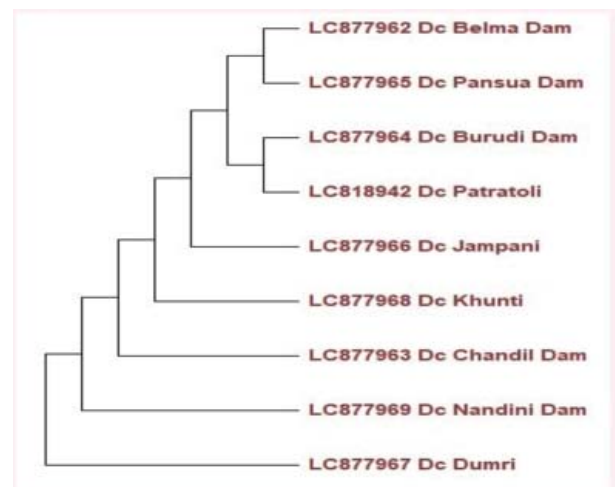 LC877962 Dc Belma Dam
LC877965 Dc Pansua Dam
LC877964 Dc Burudi Dam
LC818942 Dc Patratoli
LC877966 Dc Jampani
LC877968 Dc Khunti
LC877963 Dc Chandil Dam
LC877969 Dc Nandini Dam
LC877967 Dc Dumri